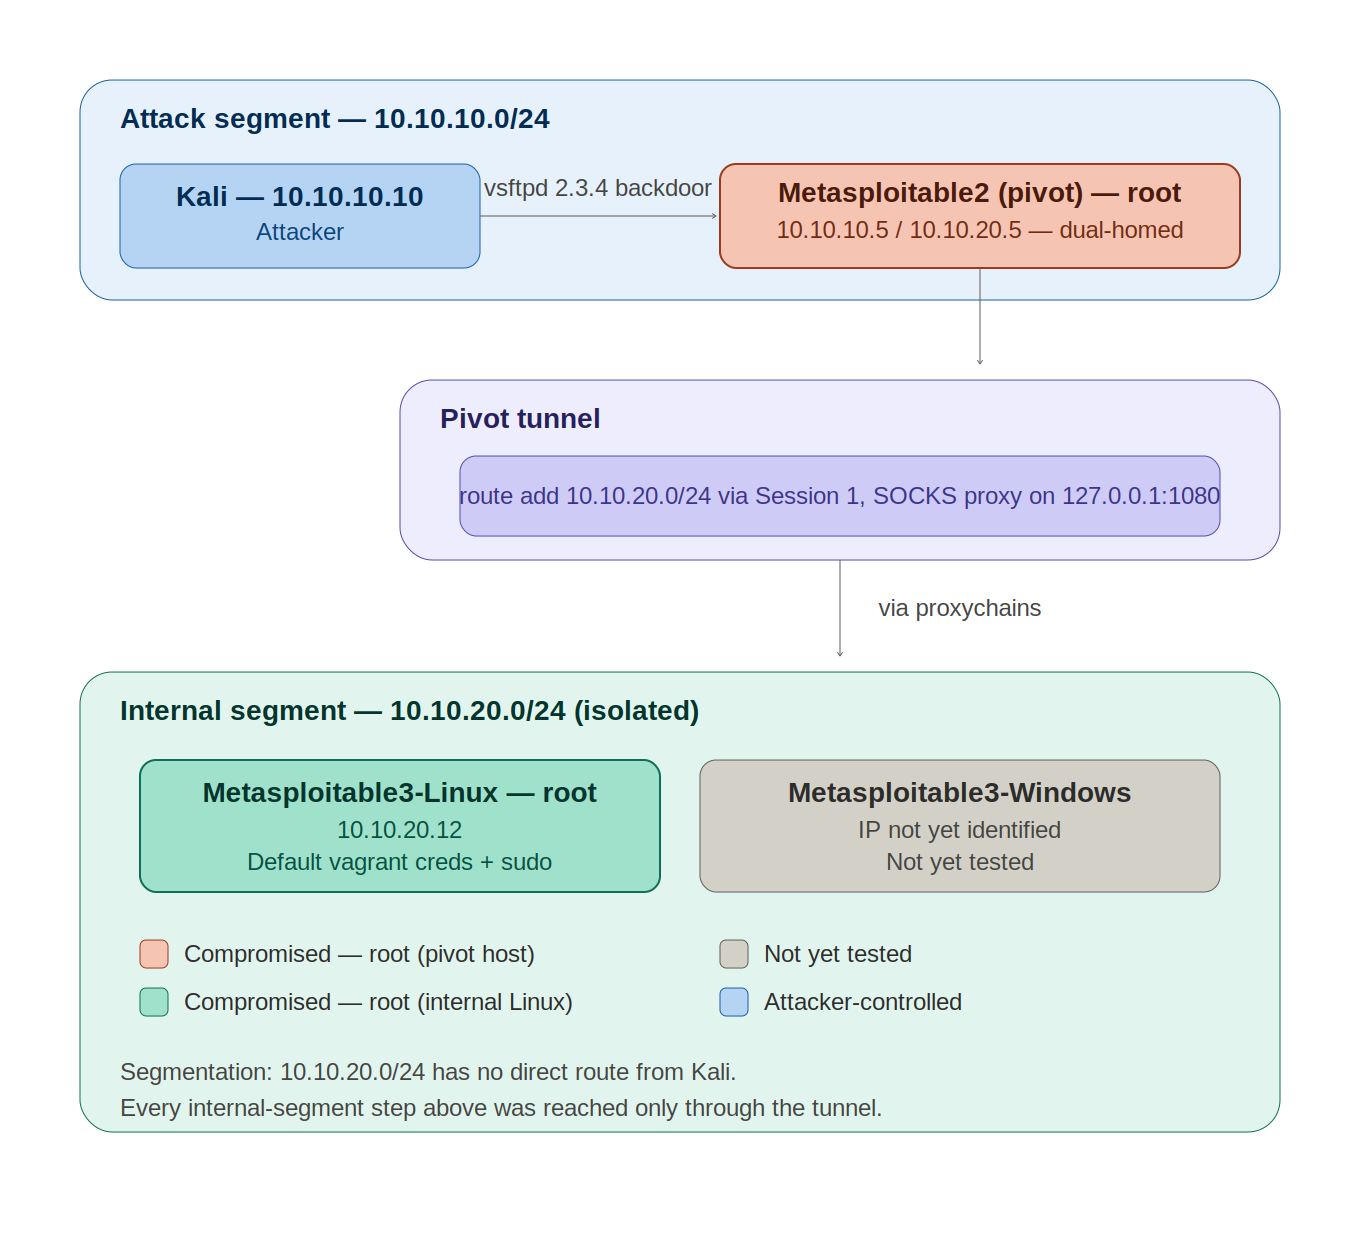 Attack segment — 10.10.10.0/24
Kali — 10.10.10.10
Attacker
vsftpd 2.3.4 backdoor
Metasploitable2 (pivot) — root
10.10.10.5 / 10.10.20.5 — dual-homed
Pivot tunnel
route add 10.10.20.0/24 via Session 1, SOCKS proxy on 127.0.0.1:1080
via proxychains
Internal segment — 10.10.20.0/24 (isolated)
Metasploitable3-Linux — root
10.10.20.12
Default vagrant creds + sudo
Metasploitable3-Windows
IP not yet identified
Not yet tested
Compromised — root (pivot host)
Not yet tested
Compromised — root (internal Linux)
Attacker-controlled
Segmentation: 10.10.20.0/24 has no direct route from Kali.
Every internal-segment step above was reached only through the tunnel.